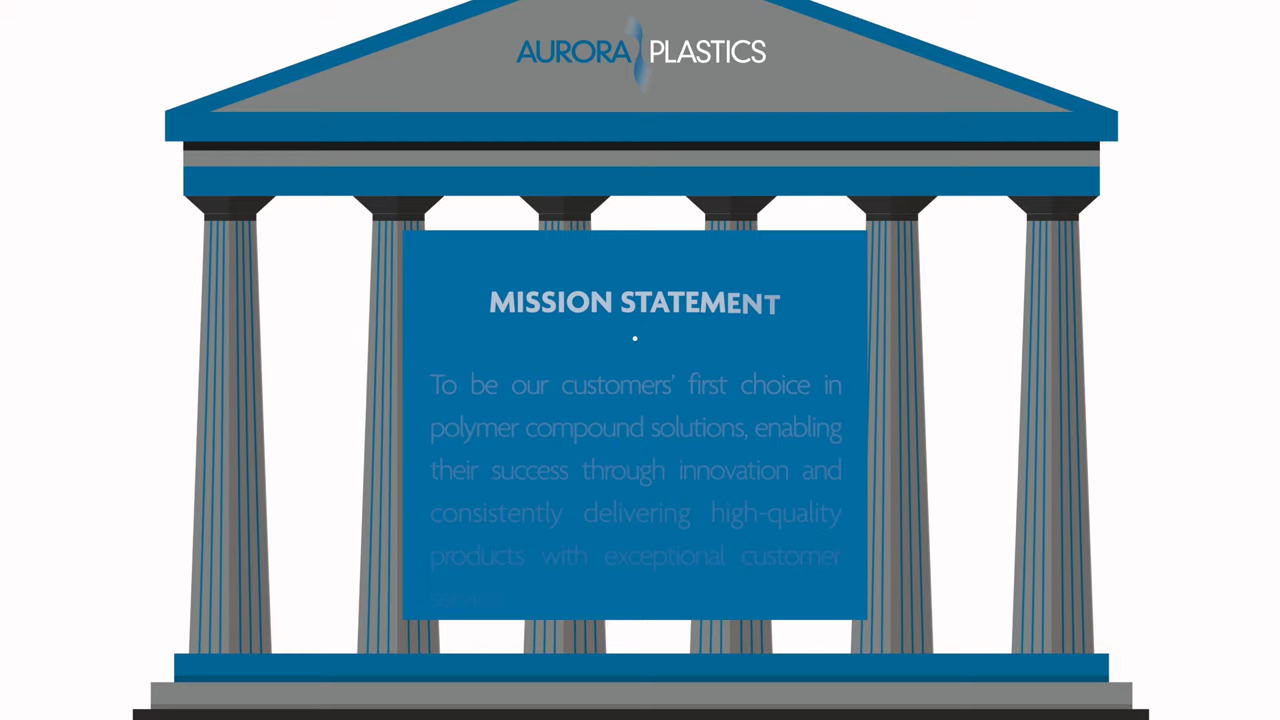 AURORA PLASTICS
MISSION STATEMENT
To be our customers’ first choice in
polymer compound solutions, enabling
their success through innovation and
consistently delivering high-quality
products with exceptional customer